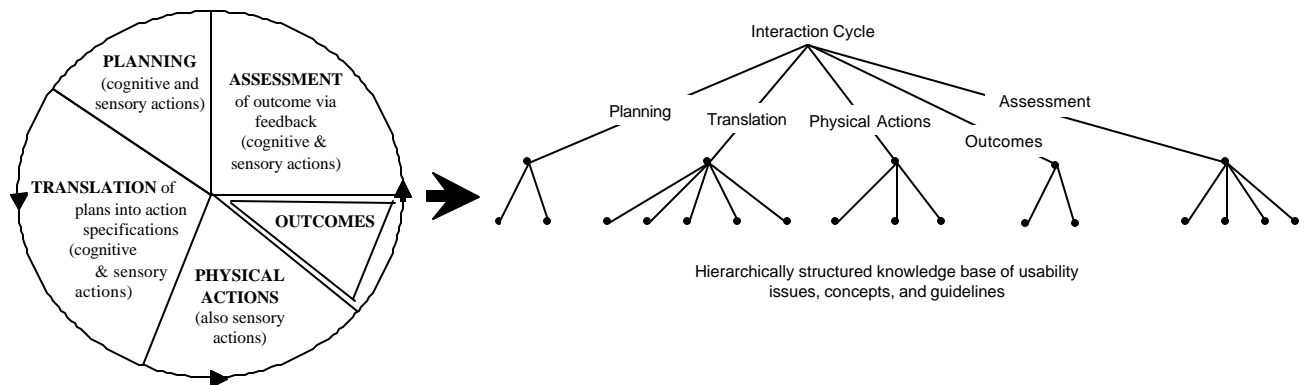 PLANNING
(cognitive and
sensory actions)
ASSESSMENT
of outcome via
feedback
(cognitive &
sensory actions)
TRANSLATION of
plans into action
specifications
(cognitive
& sensory
actions)
OUTCOMES
PHYSICAL
ACTIONS
(also sensory
actions)
Interaction Cycle
Planning
Translation
Physical Actions
Outcomes
Assessment
Hierarchically structured knowledge base of usability
issues, concepts, and guidelines